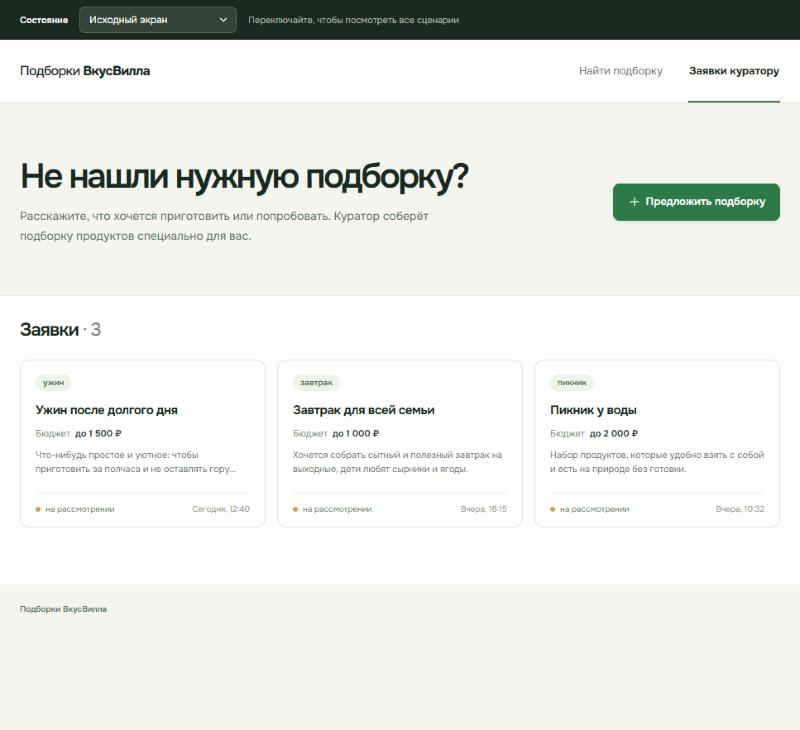 Состояние Исходный экран Переключайте, чтобы посмотреть все сценарии
Подборки ВкусВилла Найти подборку Заявки куратору
Не нашли нужную подборку?
Расскажите, что хочется приготовить или попробовать. Куратор соберёт
подборку продуктов специально для вас.
+ Предложить подборку
Заявки · 3
ужин
Ужин после долгого дня
Бюджет до 1 500 ₽
Что-нибудь простое и уютное: чтобы
приготовить за полчаса и не оставлять гору...
на рассмотрении Сегодня, 12:40
завтрак
Завтрак для всей семьи
Бюджет до 1 000 ₽
Хочется собрать сытный и полезный завтрак на
выходные, дети любят сырники и ягоды.
на рассмотрении Вчера, 18:15
пикник
Пикник у воды
Бюджет до 2 000 ₽
Набор продуктов, которые удобно взять с собой
и есть на природе без готовки.
на рассмотрении Вчера, 10:32
Подборки ВкусВилла